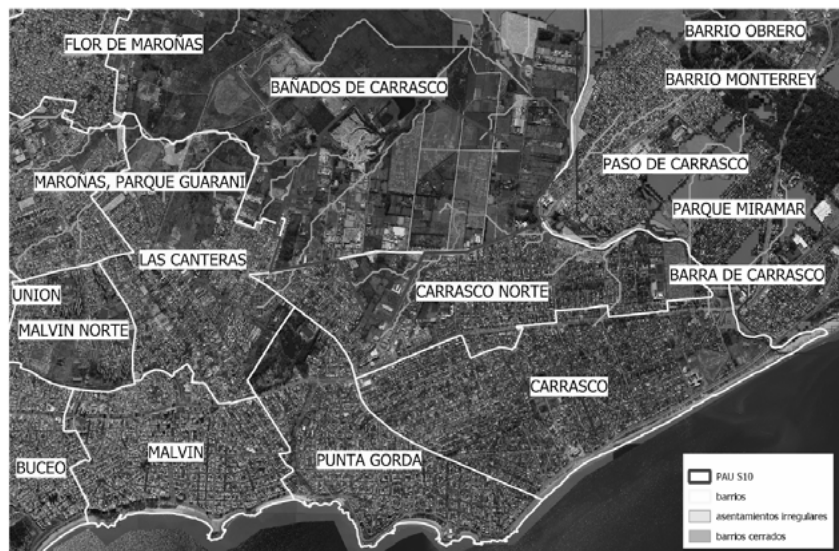 FLOR DE MAROÑAS
BARRIO OBRERO
BAÑADOS DE CARRASCO
BARRIO MONTERREY
PASO DE CARRASCO
MAROÑAS, PARQUE GUARANI
PARQUE MIRAMAR
LAS CANTERAS
BARRA DE CARRASCO
UNION
CARRASCO NORTE
MALVIN NORTE
CARRASCO
MALVIN
PUNTA GORDA
BUCEO
PAU S10
barrios
asentamientos irregulares
barrios cerrados